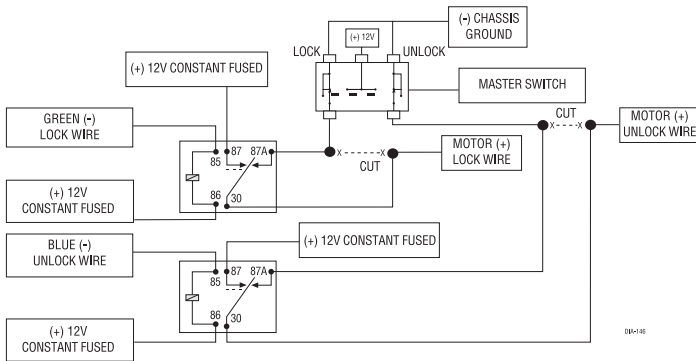 (-) CHASSIS
GROUND
LOCK
(+) 12V
UNLOCK
(+) 12V CONSTANT FUSED
MASTER SWITCH
GREEN (-)
LOCK WIRE
CUT
MOTOR (+)
UNLOCK WIRE
87 87A
85
x x
CUT
MOTOR (+)
LOCK WIRE
(+) 12V
CONSTANT FUSED
86
30
BLUE (-)
UNLOCK WIRE
(+) 12V CONSTANT FUSED
87 87A
85
86
30
(+) 12V
CONSTANT FUSED
x x
DIA-146